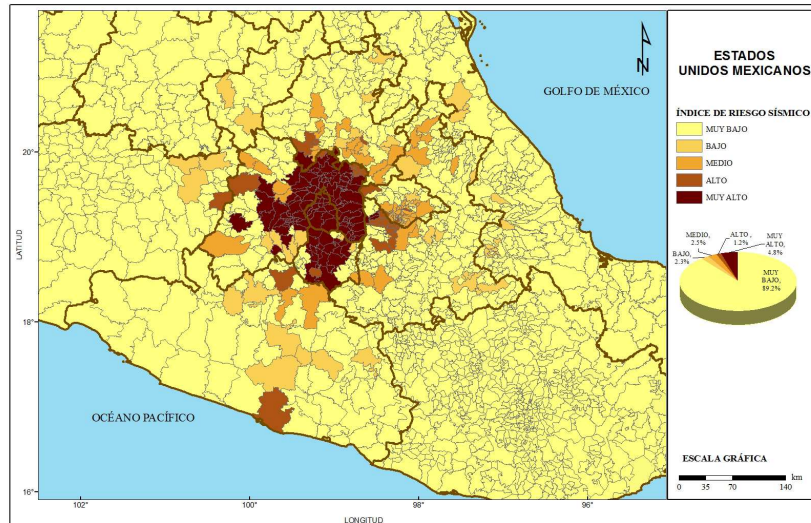 ESTADOS
UNIDOS MEXICANOS
N
GOLFO DE MÉXICO
ÍNDICE DE RIESGO SÍSMICO
MUY BAJO
BAJO
MEDIO
ALTO
MUY ALTO
20°
18°
16°
LATITUD
MEDIO,
2.5%
ALTO ,
1.2%
MUY
ALTO,
4.8%
BAJO,
2.3%
MUY
BAJO,
89.2%
OCÉANO PACÍFICO
ESCALA GRÁFICA
km
0 35 70 140
102° 100° 98° 96°
LONGITUD